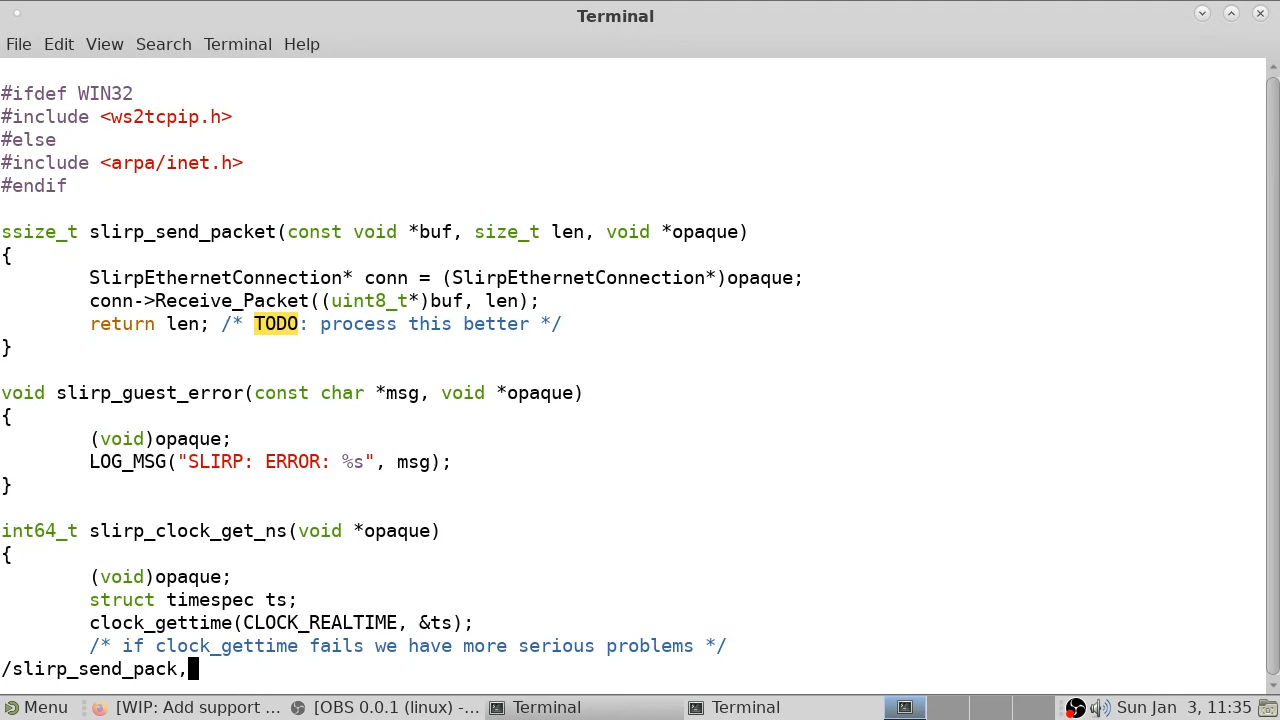 Terminal
File Edit View Search Terminal Help
#ifdef WIN32
#include <ws2tcpip.h>
#else
#include <arpa/inet.h>
#endif
ssize_t slirp_send_packet(const void *buf, size_t len, void *opaque)
{
        SlirpEthernetConnection* conn = (SlirpEthernetConnection*)opaque;
        conn->Receive_Packet((uint8_t*)buf, len);
        return len; /* TODO: process this better */
}
void slirp_guest_error(const char *msg, void *opaque)
{
        (void)opaque;
        LOG_MSG("SLIRP: ERROR: %s", msg);
}
int64_t slirp_clock_get_ns(void *opaque)
{
        (void)opaque;
        struct timespec ts;
        clock_gettime(CLOCK_REALTIME, &ts);
        /* if clock_gettime fails we have more serious problems */
/slirp_send_pack,
Menu [WIP: Add support ... [OBS 0.0.1 (linux) -... Terminal Terminal Sun Jan 3, 11:35